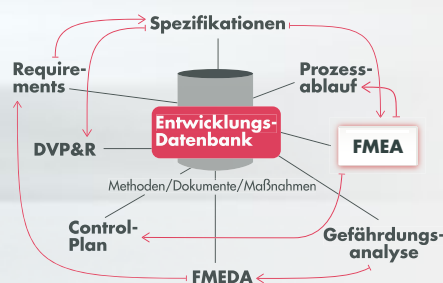 Spezifikationen
Require-
ments
Prozess-
ablauf
Entwicklungs-
Datenbank
DVP&R
FMEA
Methoden/Dokumente/Maßnahmen
Control-
Plan
Gefährdungs-
analyse
FMEDA